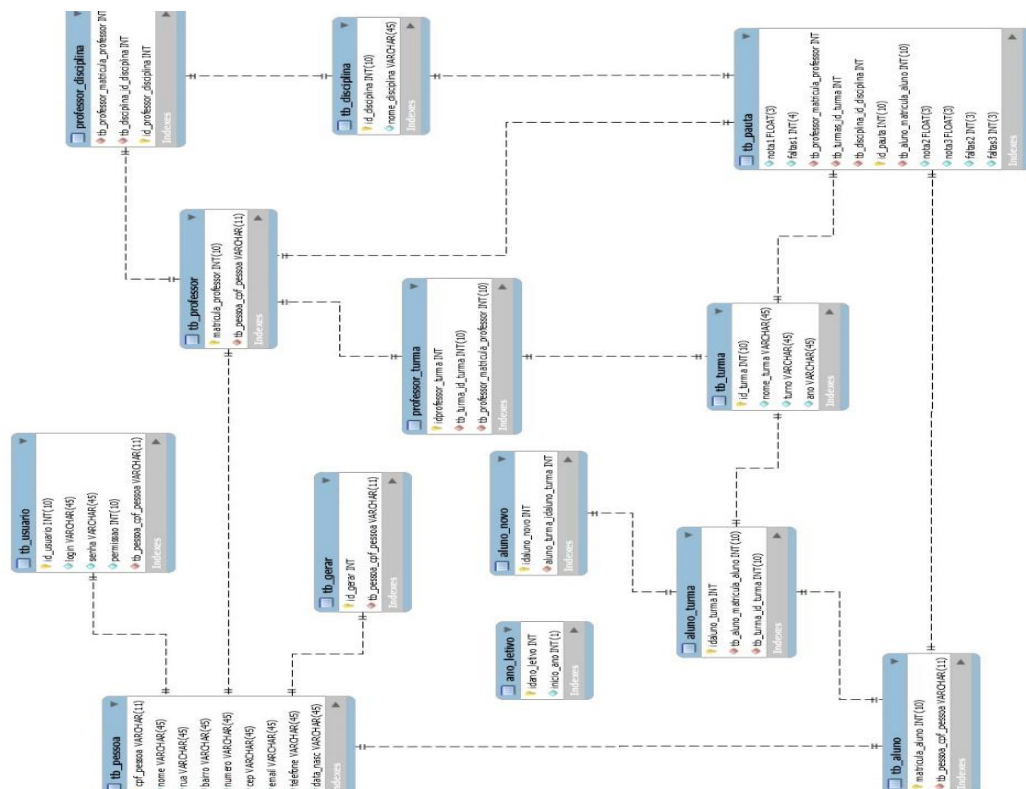 professor_disciplina
tb_professor_matricula_professor INT
tb_disciplina_id_disciplina INT
id_professor_disciplina INT
Indexes
tb_disciplina
id_disciplina INT(10)
nome_disciplina VARCHAR(45)
Indexes
tb_pauta
nota1 FLOAT(3)
faltas1 INT(4)
tb_professor_matricula_professor INT
tb_turmas_id_turma INT
tb_disciplina_id_disciplina INT
id_pauta INT(10)
tb_aluno_matricula_aluno INT(10)
nota2 FLOAT(3)
nota3 FLOAT(3)
faltas2 INT(3)
faltas3 INT(3)
Indexes
tb_professor
matricula_professor INT(10)
tb_pessoa_cpf_pessoa VARCHAR(11)
Indexes
professor_turma
idprofessor_turma INT
tb_turma_id_turma INT(10)
tb_professor_matricula_professor INT(10)
Indexes
tb_turma
id_turma INT(10)
nome_turma VARCHAR(45)
turno VARCHAR(45)
ano VARCHAR(45)
Indexes
tb_usuario
id_usuario INT(10)
login VARCHAR(45)
senha VARCHAR(45)
permissao INT(10)
tb_pessoa_cpf_pessoa VARCHAR(11)
Indexes
tb_gerar
id_gerar INT
tb_pessoa_cpf_pessoa VARCHAR(11)
Indexes
aluno_novo
idaluno_novo INT
aluno_turma_idaluno_turma INT
Indexes
aluno_turma
idaluno_turma INT
tb_aluno_matricula_aluno INT(10)
tb_turma_id_turma INT(10)
Indexes
ano_letivo
idano_letivo INT
inicio_ano INT(1)
Indexes
tb_pessoa
cpf_pessoa VARCHAR(11)
nome VARCHAR(45)
rua VARCHAR(45)
bairro VARCHAR(45)
numero VARCHAR(45)
cep VARCHAR(45)
email VARCHAR(45)
telefone VARCHAR(45)
data_nasc VARCHAR(45)
Indexes
tb_aluno
matricula_aluno INT(10)
tb_pessoa_cpf_pessoa VARCHAR(11)
Indexes